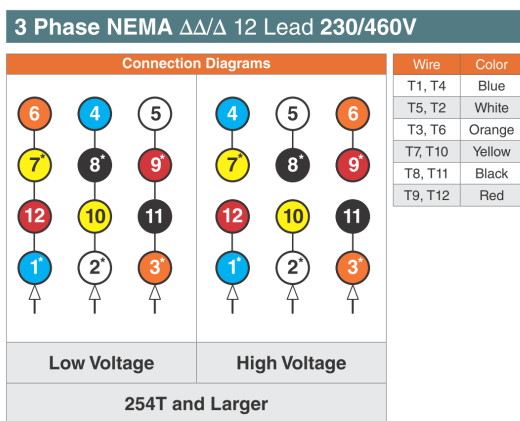 3 Phase NEMA ΔΔ/Δ 12 Lead 230/460V
Connection Diagrams
6 4 5 4 5 6
7* 8* 9* 7* 8* 9*
12 10 11 12 10 11
1* 2* 3* 1* 2* 3*
Low Voltage High Voltage
254T and Larger
Wire Color
T1, T4 Blue
T5, T2 White
T3, T6 Orange
T7, T10 Yellow
T8, T11 Black
T9, T12 Red